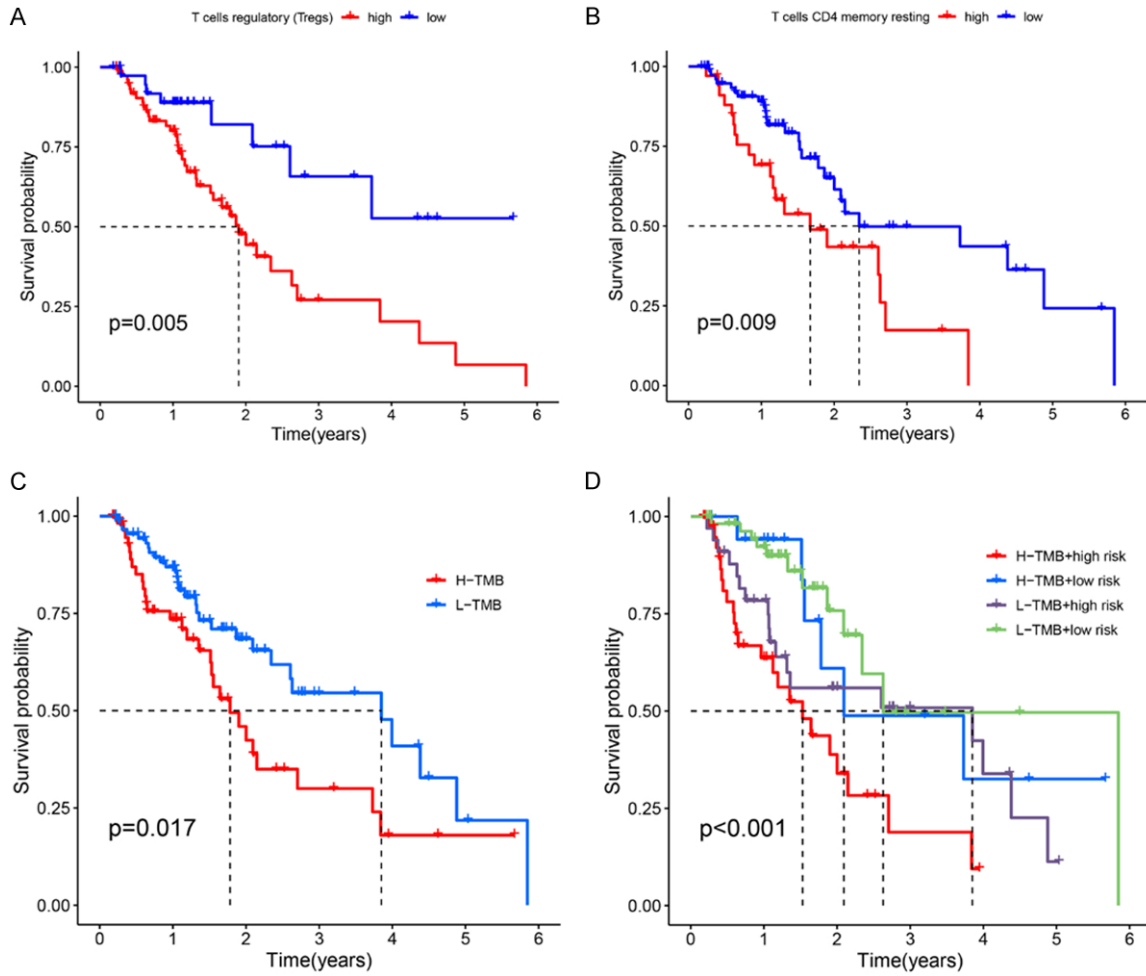 A
T cells regulatory (Tregs) high low
Survival probability
1.00
0.75
0.50
0.25
0.00
p=0.005
0 1 2 3 4 5 6
Time(years)
B
T cells CD4 memory resting high low
Survival probability
1.00
0.75
0.50
0.25
0.00
p=0.009
0 1 2 3 4 5 6
Time(years)
C
Survival probability
1.00
0.75
0.50
0.25
0.00
H-TMB
L-TMB
p=0.017
0 1 2 3 4 5 6
Time(years)
D
Survival probability
1.00
0.75
0.50
0.25
0.00
H-TMB+high risk
H-TMB+low risk
L-TMB+high risk
L-TMB+low risk
p<0.001
0 1 2 3 4 5 6
Time(years)